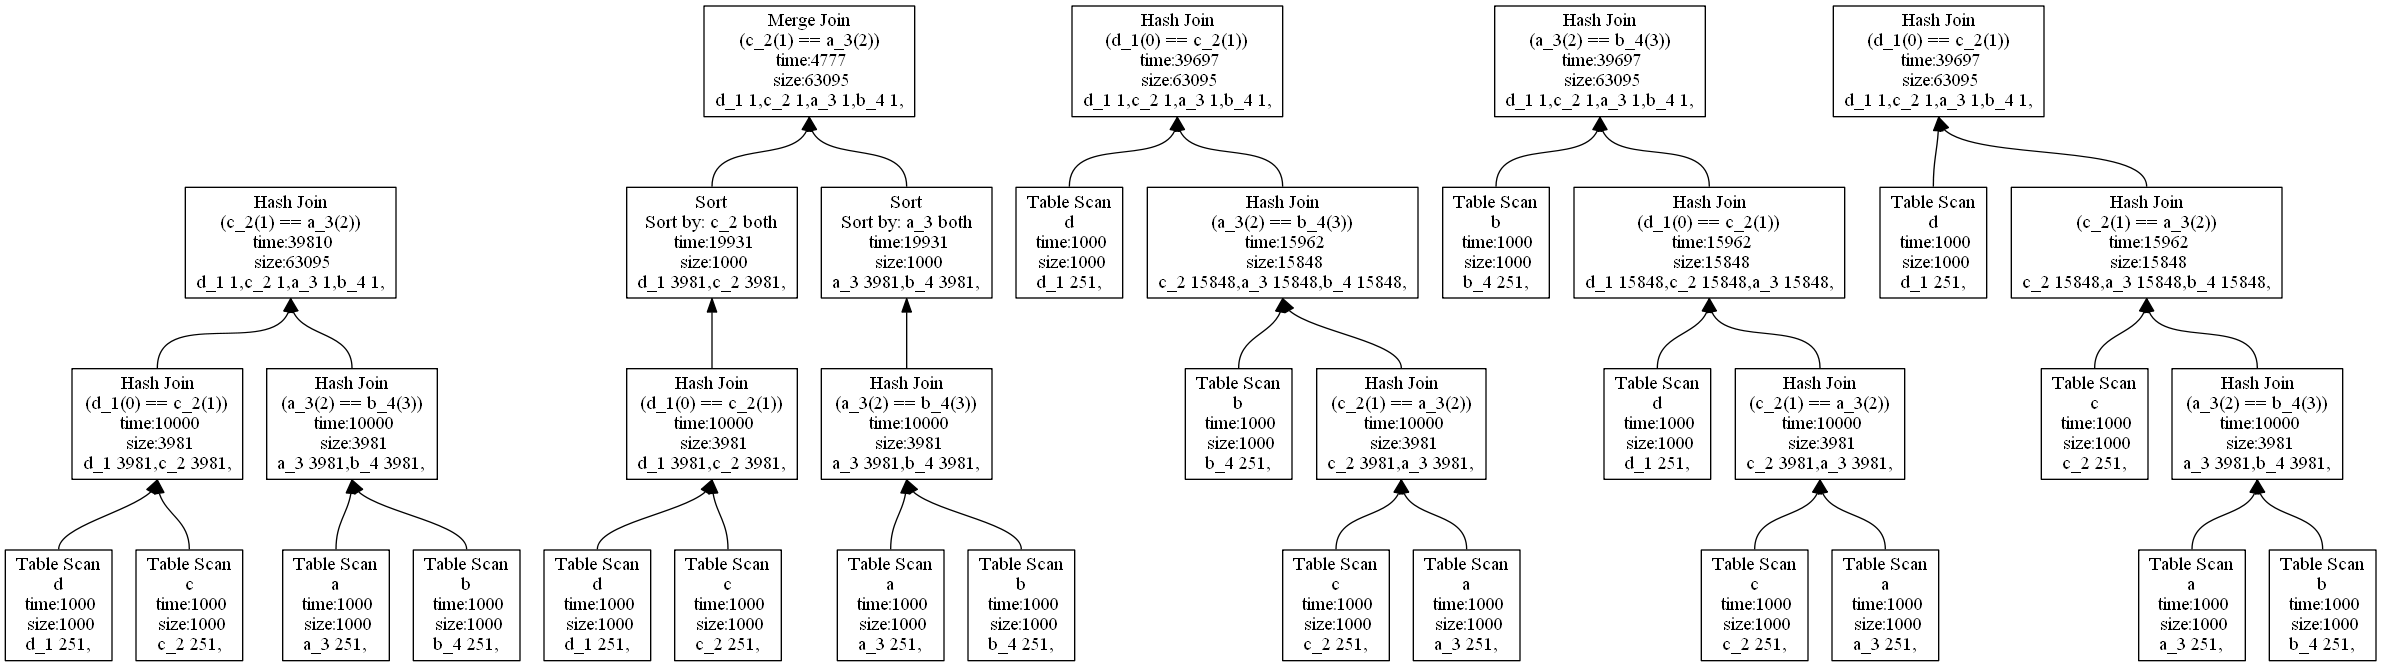 Merge Join
(c_2(1) == a_3(2))
time:4777
size:63095
d_1 1,c_2 1,a_3 1,b_4 1,
Hash Join
(d_1(0) == c_2(1))
time:39697
size:63095
d_1 1,c_2 1,a_3 1,b_4 1,
Hash Join
(a_3(2) == b_4(3))
time:39697
size:63095
d_1 1,c_2 1,a_3 1,b_4 1,
Hash Join
(d_1(0) == c_2(1))
time:39697
size:63095
d_1 1,c_2 1,a_3 1,b_4 1,
Hash Join
(c_2(1) == a_3(2))
time:39810
size:63095
d_1 1,c_2 1,a_3 1,b_4 1,
Sort
Sort by: c_2 both
time:19931
size:1000
d_1 3981,c_2 3981,
Sort
Sort by: a_3 both
time:19931
size:1000
a_3 3981,b_4 3981,
Table Scan
d
time:1000
size:1000
d_1 251,
Hash Join
(a_3(2) == b_4(3))
time:15962
size:15848
c_2 15848,a_3 15848,b_4 15848,
Table Scan
b
time:1000
size:1000
b_4 251,
Hash Join
(d_1(0) == c_2(1))
time:15962
size:15848
d_1 15848,c_2 15848,a_3 15848,
Table Scan
d
time:1000
size:1000
d_1 251,
Hash Join
(c_2(1) == a_3(2))
time:15962
size:15848
c_2 15848,a_3 15848,b_4 15848,
Hash Join
(d_1(0) == c_2(1))
time:10000
size:3981
d_1 3981,c_2 3981,
Hash Join
(a_3(2) == b_4(3))
time:10000
size:3981
a_3 3981,b_4 3981,
Hash Join
(d_1(0) == c_2(1))
time:10000
size:3981
d_1 3981,c_2 3981,
Hash Join
(a_3(2) == b_4(3))
time:10000
size:3981
a_3 3981,b_4 3981,
Table Scan
b
time:1000
size:1000
b_4 251,
Hash Join
(c_2(1) == a_3(2))
time:10000
size:3981
c_2 3981,a_3 3981,
Table Scan
d
time:1000
size:1000
d_1 251,
Hash Join
(c_2(1) == a_3(2))
time:10000
size:3981
c_2 3981,a_3 3981,
Table Scan
c
time:1000
size:1000
c_2 251,
Hash Join
(a_3(2) == b_4(3))
time:10000
size:3981
a_3 3981,b_4 3981,
Table Scan
d
time:1000
size:1000
d_1 251,
Table Scan
c
time:1000
size:1000
c_2 251,
Table Scan
a
time:1000
size:1000
a_3 251,
Table Scan
b
time:1000
size:1000
b_4 251,
Table Scan
d
time:1000
size:1000
d_1 251,
Table Scan
c
time:1000
size:1000
c_2 251,
Table Scan
a
time:1000
size:1000
a_3 251,
Table Scan
b
time:1000
size:1000
b_4 251,
Table Scan
c
time:1000
size:1000
c_2 251,
Table Scan
a
time:1000
size:1000
a_3 251,
Table Scan
c
time:1000
size:1000
c_2 251,
Table Scan
a
time:1000
size:1000
a_3 251,
Table Scan
a
time:1000
size:1000
a_3 251,
Table Scan
b
time:1000
size:1000
b_4 251,